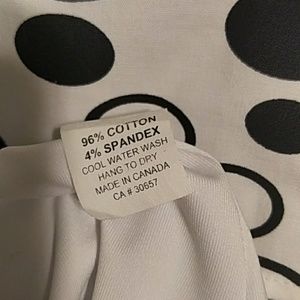 96% COTTON
4% SPANDEX
COOL WATER WASH
HANG TO DRY
MADE IN CANADA
CA # 30657